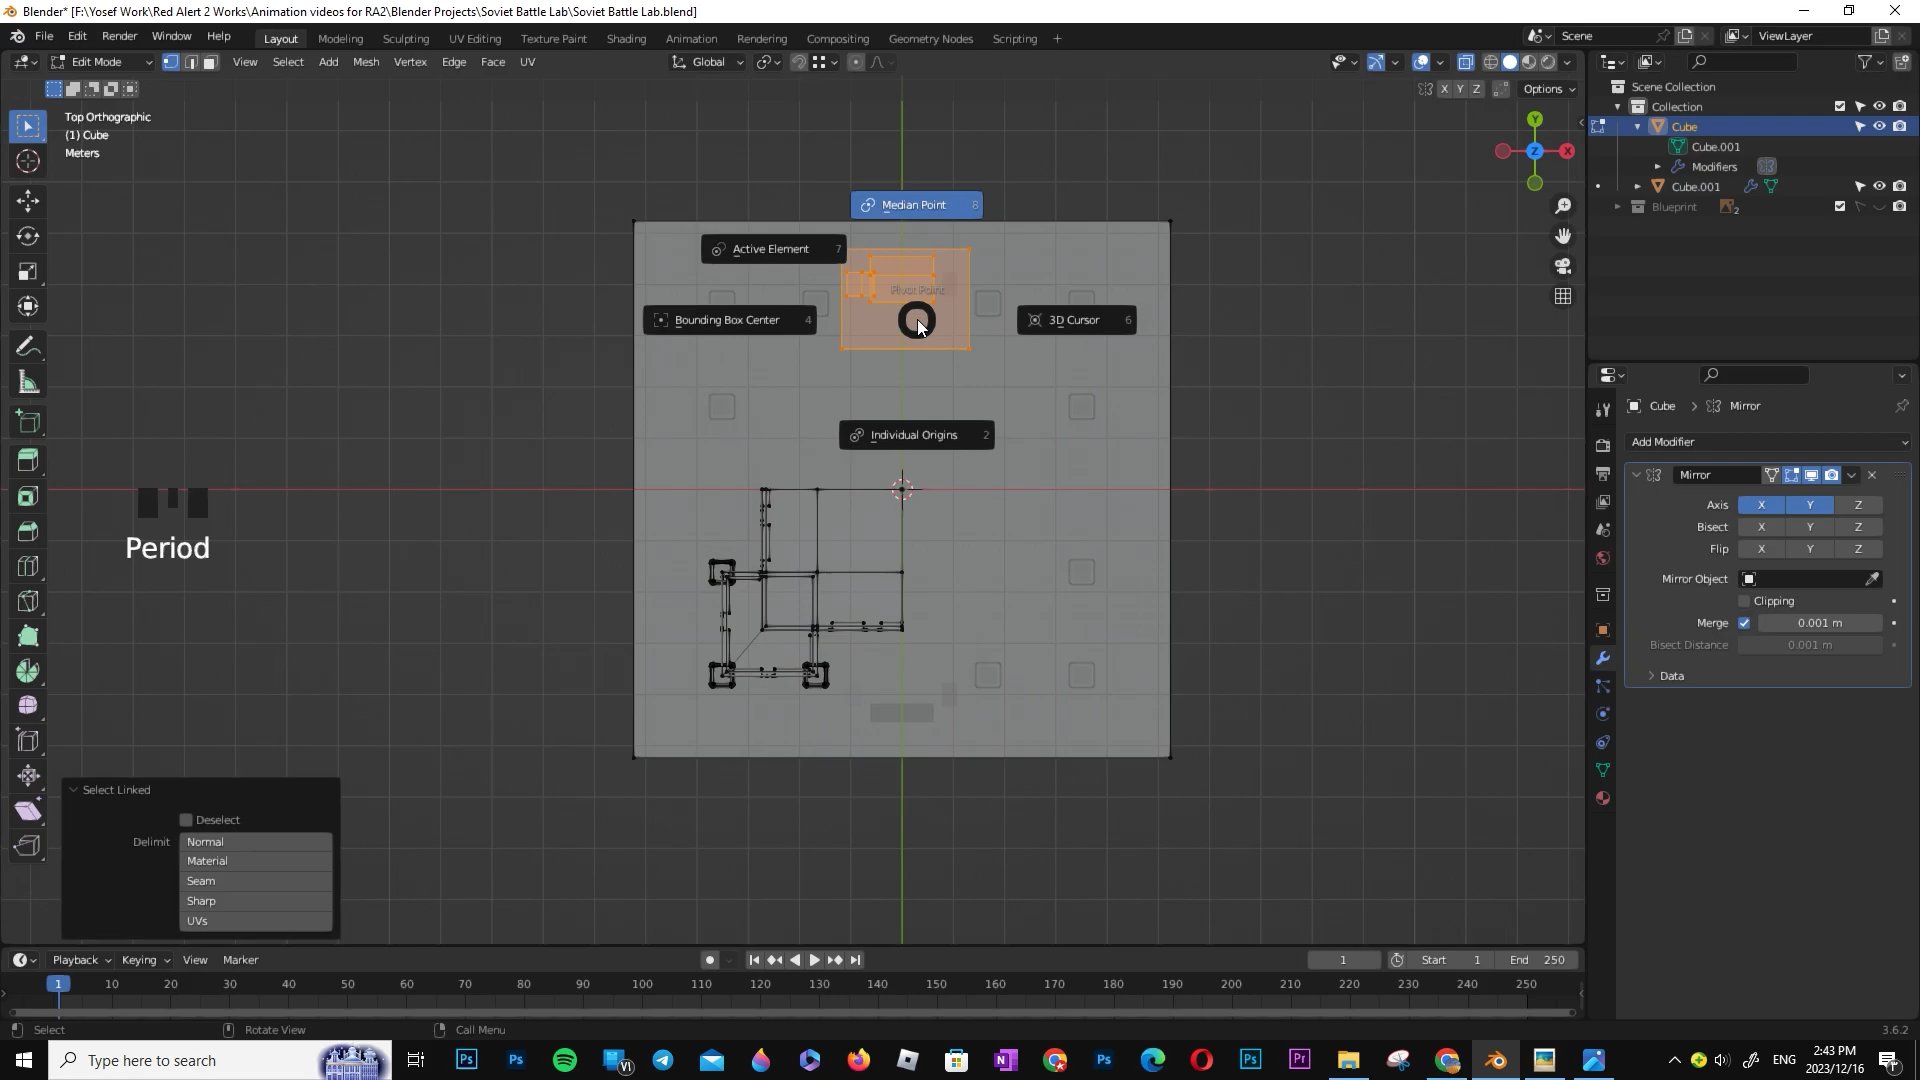 Blender* [F:\Yosef Work\Red Alert 2 Works\Animation videos for RA2\Blender Projects\Soviet Battle Lab\Soviet Battle Lab.blend]
File Edit Render Window Help Layout Modeling Sculpting UV Editing Texture Paint Shading Animation Rendering Compositing Geometry Nodes Scripting + Scene ViewLayer
Edit Mode View Select Add Mesh Vertex Edge Face UV Global
X Y Z Options
Top Orthographic
(1) Cube
Meters
Y
Z
X
Scene Collection
Collection
Cube
Cube.001
Modifiers
Cube.001
Blueprint 2
Median Point 8
Active Element 7
Pivot Point
Bounding Box Center 4
3D Cursor 6
Individual Origins 2
Period
Cube > Mirror
Add Modifier
Mirror
Axis X Y Z
Bisect X Y Z
Flip X Y Z
Mirror Object
Clipping
Merge 0.001 m
Bisect Distance 0.001 m
Data
Select Linked
Deselect
Delimit Normal
Material
Seam
Sharp
UVs
Playback Keying View Marker 1 Start 1 End 250
1 10 20 30 40 50 60 70 80 90 100 110 120 130 140 150 160 170 180 190 200 210 220 230 240 250
Select Rotate View Call Menu 3.6.2
Type here to search
ENG
2:43 PM
2023/12/16